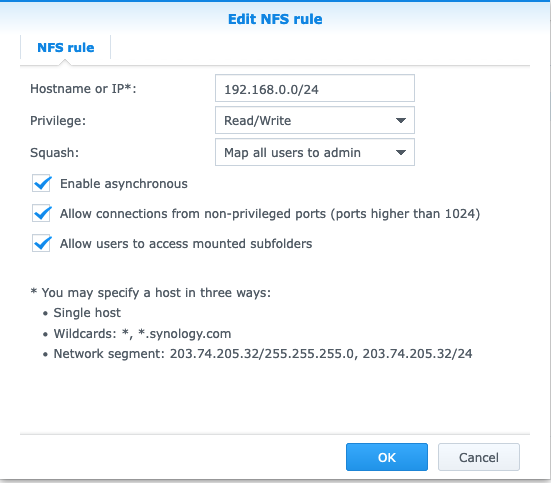 Edit NFS rule
NFS rule
Hostname or IP*: 192.168.0.0/24
Privilege: Read/Write
Squash: Map all users to admin
Enable asynchronous
Allow connections from non-privileged ports (ports higher than 1024)
Allow users to access mounted subfolders
* You may specify a host in three ways:
• Single host
• Wildcards: *, *.synology.com
• Network segment: 203.74.205.32/255.255.255.0, 203.74.205.32/24
OK Cancel